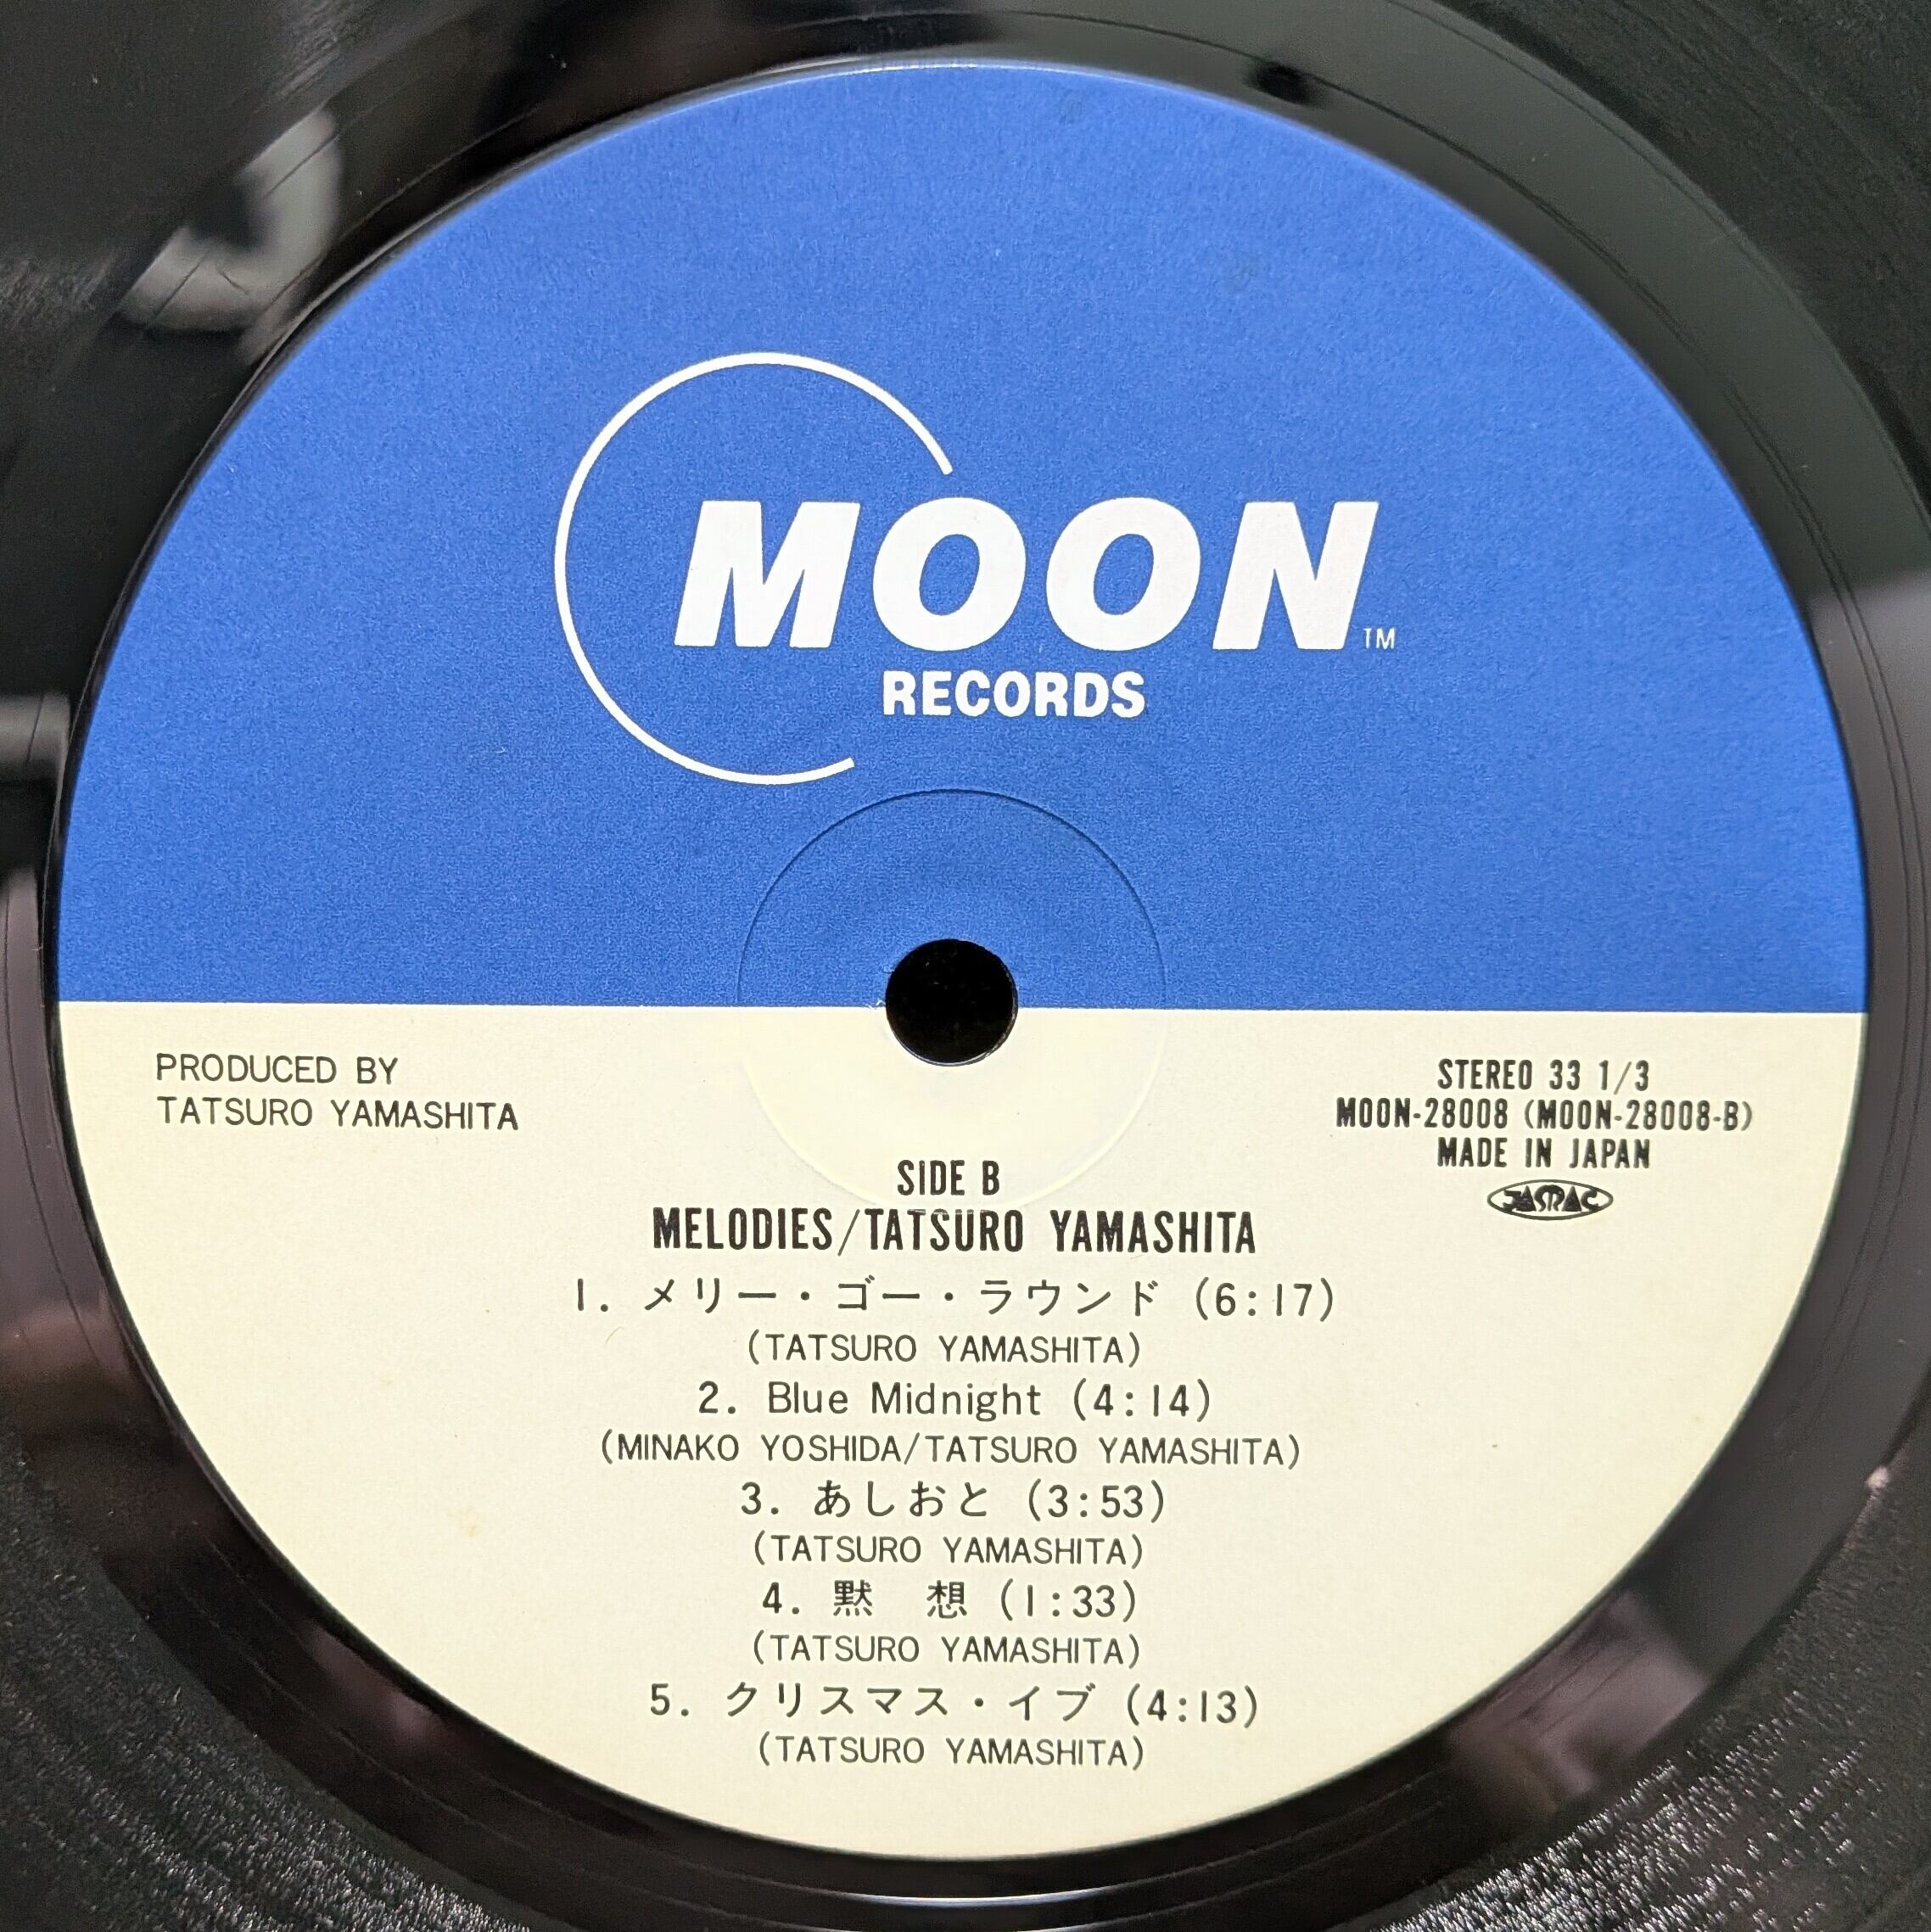 MOON™
RECORDS
PRODUCED BY
TATSURO YAMASHITA
STEREO 33 1/3
MOON-28008 (MOON-28008-B)
MADE IN JAPAN
JASRAC
SIDE B
MELODIES/TATSURO YAMASHITA
1. メリー・ゴー・ラウンド (6:17)
(TATSURO YAMASHITA)
2. Blue Midnight (4:14)
(MINAKO YOSHIDA/TATSURO YAMASHITA)
3. あしおと (3:53)
(TATSURO YAMASHITA)
4. 黙 想 (1:33)
(TATSURO YAMASHITA)
5. クリスマス・イブ (4:13)
(TATSURO YAMASHITA)